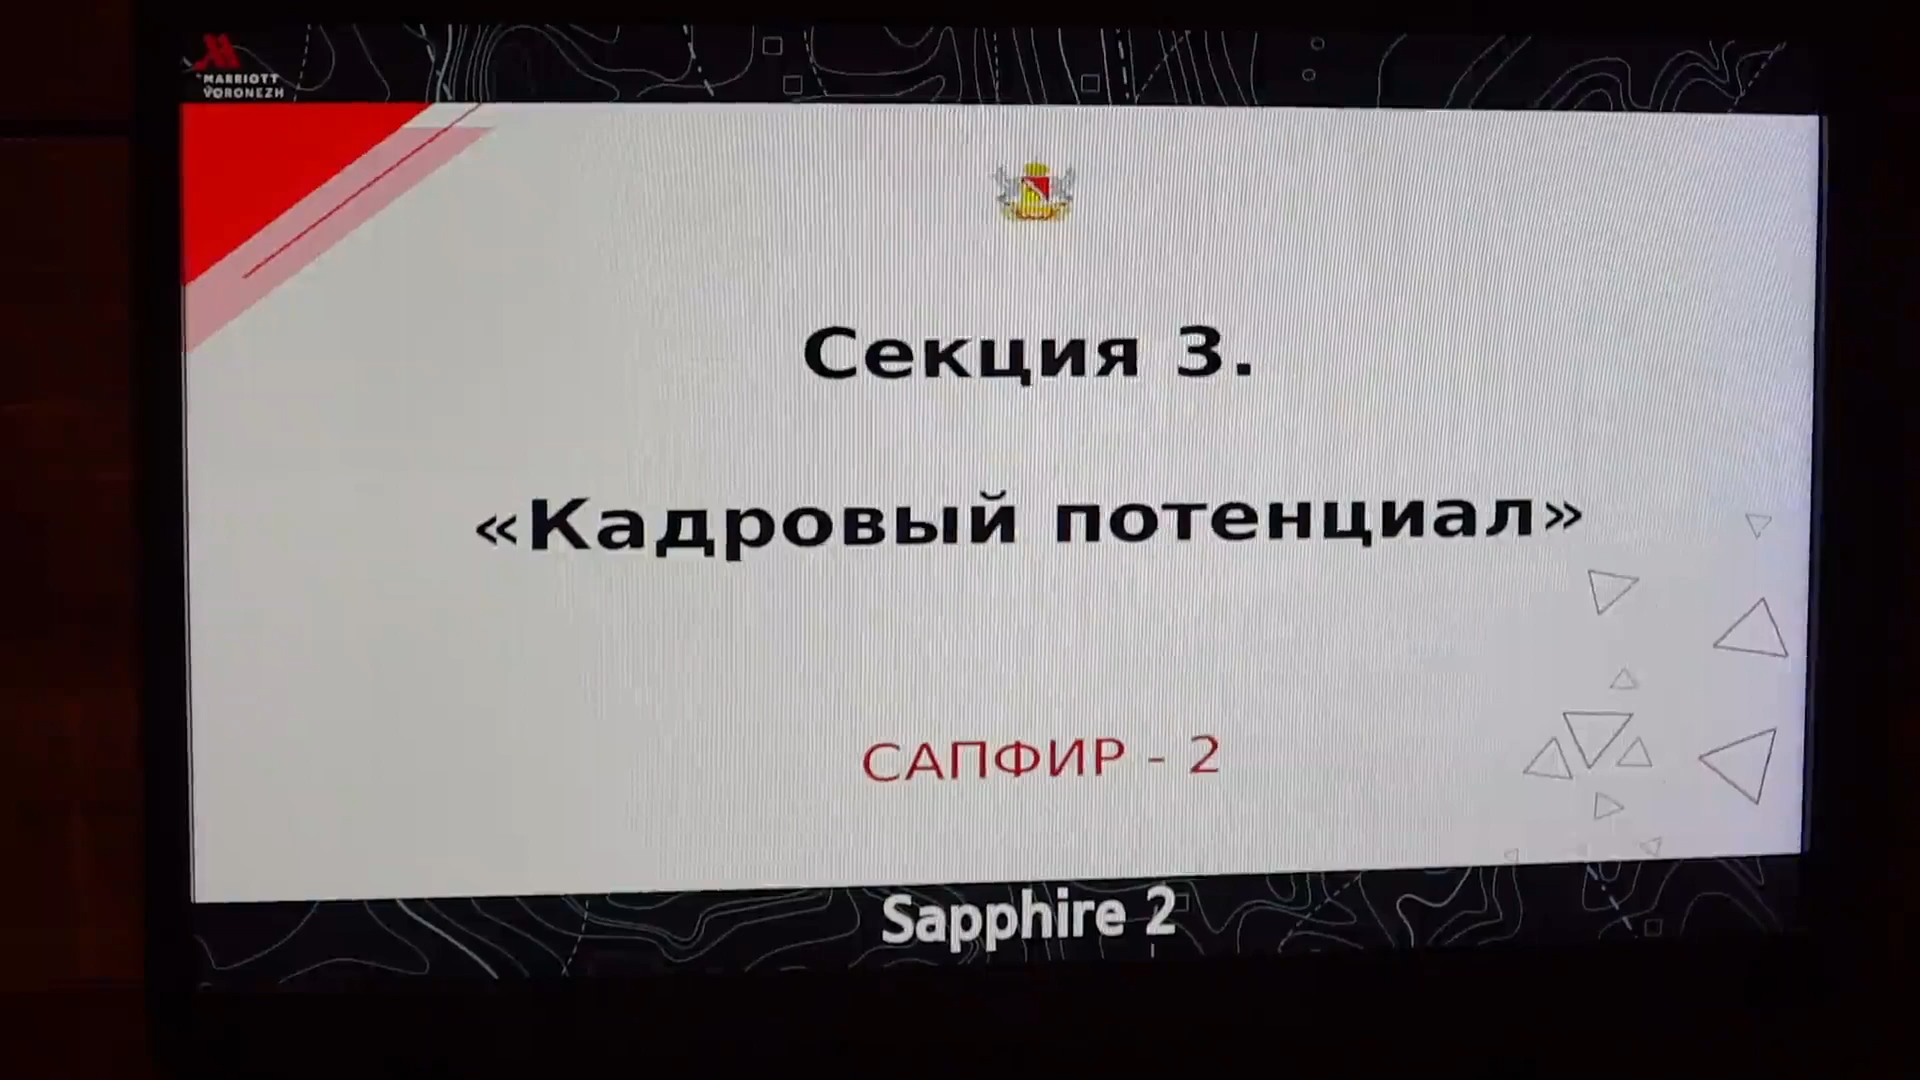 MARRIOTT
VORONEZH
Секция 3.
«Кадровый потенциал»
САПФИР - 2
Sapphire 2